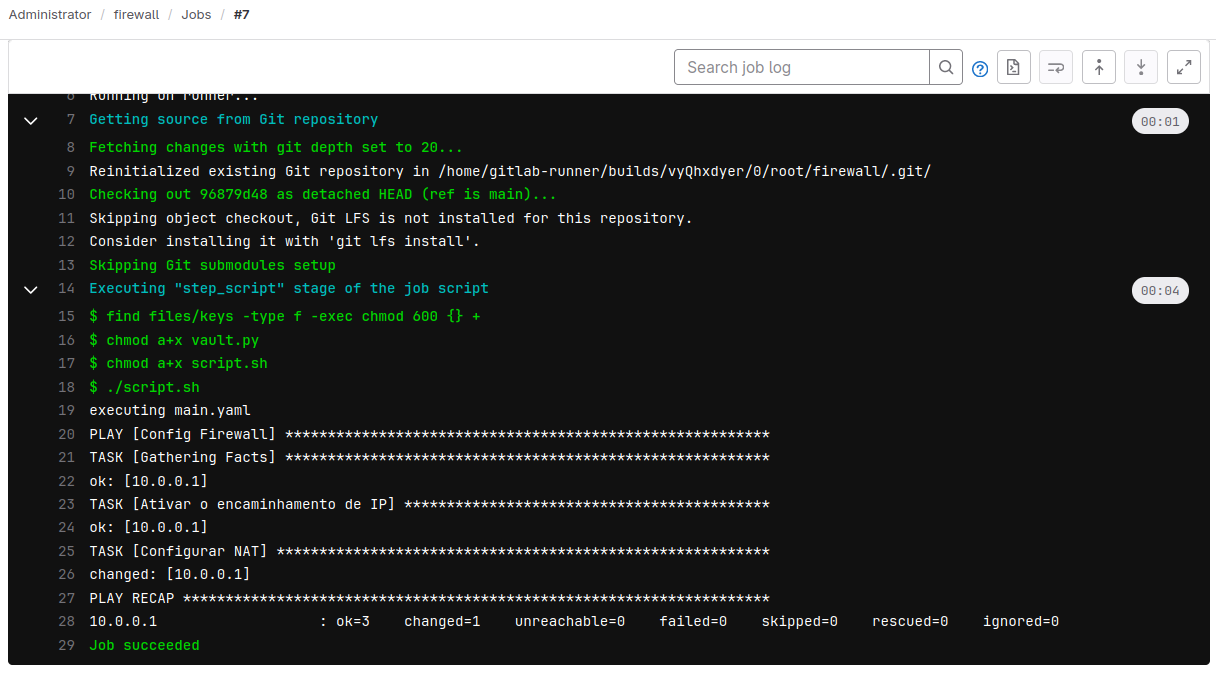 Administrator / firewall / Jobs / #7
Search job log
6 Running on runner...
7 Getting source from Git repository 00:01
8 Fetching changes with git depth set to 20...
9 Reinitialized existing Git repository in /home/gitlab-runner/builds/vyQhxdyer/0/root/firewall/.git/
10 Checking out 96879d48 as detached HEAD (ref is main)...
11 Skipping object checkout, Git LFS is not installed for this repository.
12 Consider installing it with 'git lfs install'.
13 Skipping Git submodules setup
14 Executing "step_script" stage of the job script 00:04
15 $ find files/keys -type f -exec chmod 600 {} +
16 $ chmod a+x vault.py
17 $ chmod a+x script.sh
18 $ ./script.sh
19 executing main.yaml
20 PLAY [Config Firewall] *********************************************************
21 TASK [Gathering Facts] *********************************************************
22 ok: [10.0.0.1]
23 TASK [Ativar o encaminhamento de IP] *******************************************
24 ok: [10.0.0.1]
25 TASK [Configurar NAT] **********************************************************
26 changed: [10.0.0.1]
27 PLAY RECAP *********************************************************************
28 10.0.0.1                   : ok=3    changed=1    unreachable=0    failed=0    skipped=0    rescued=0    ignored=0
29 Job succeeded